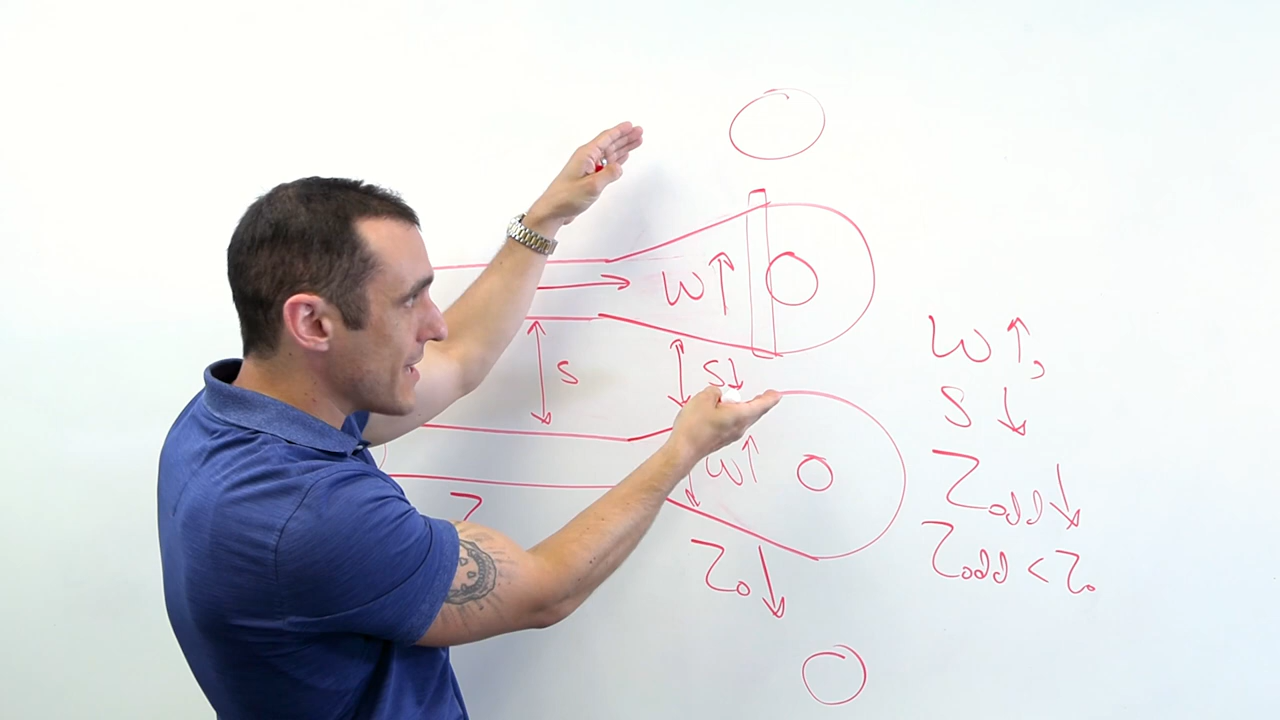 W↑
S
S↓
W↑
Z
Z₀↓
W↑,
S↓
Zodd↓
Zodd < Z₀